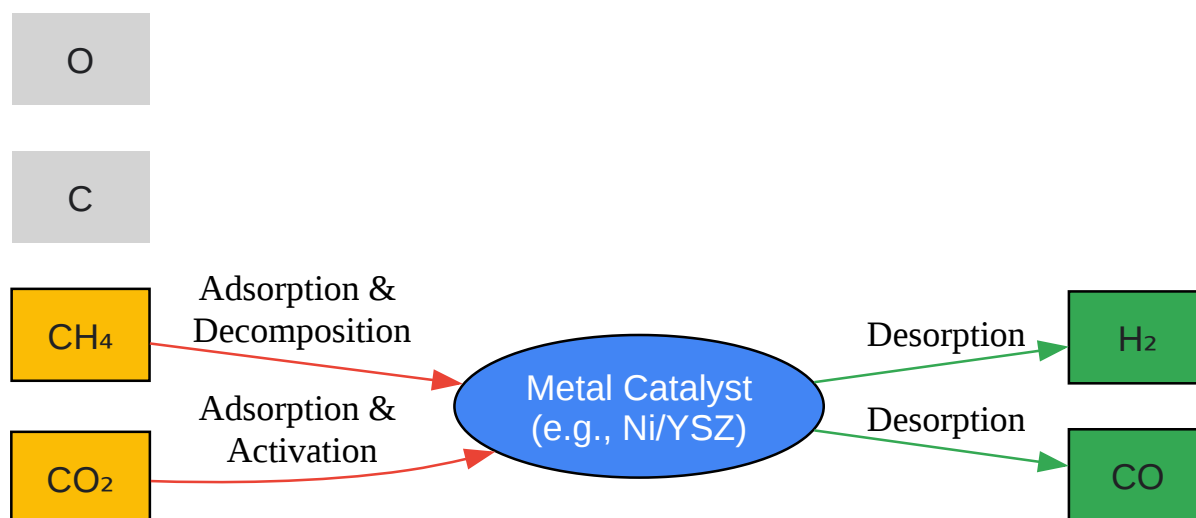 O
C
Adsorption &
Decomposition
CH₄
Desorption
H₂
Metal Catalyst
(e.g., Ni/YSZ)
Adsorption &
Activation
Desorption
CO₂
CO